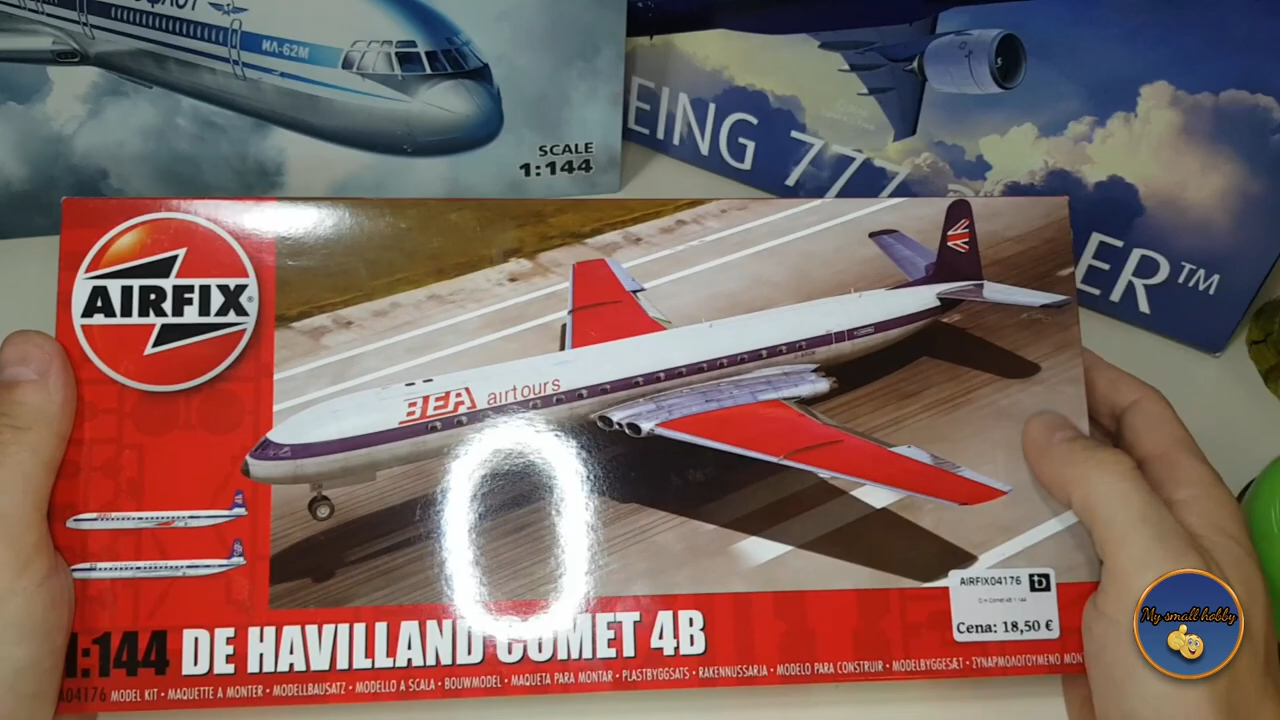 ИЛ-62М
SCALE
1:144
EING 777
ER™
AIRFIX®
BEA airtours
AIRFIX04176
Cena: 18,50 €
1:144 DE HAVILLAND COMET 4B
A04176 MODEL KIT • MAQUETTE A MONTER • MODELLBAUSATZ • MODELLO A SCALA • BOUWMODEL • MAQUETA PARA MONTAR • PLASTBYGGSATS • RAKENNUSSARJA • MODELO PARA CONSTRUIR • MODELBYGGESÆT • ΣΥΝΑΡΜΟΛΟΓΟΥΜΕΝΟ ΜΟΝ
My small hobby